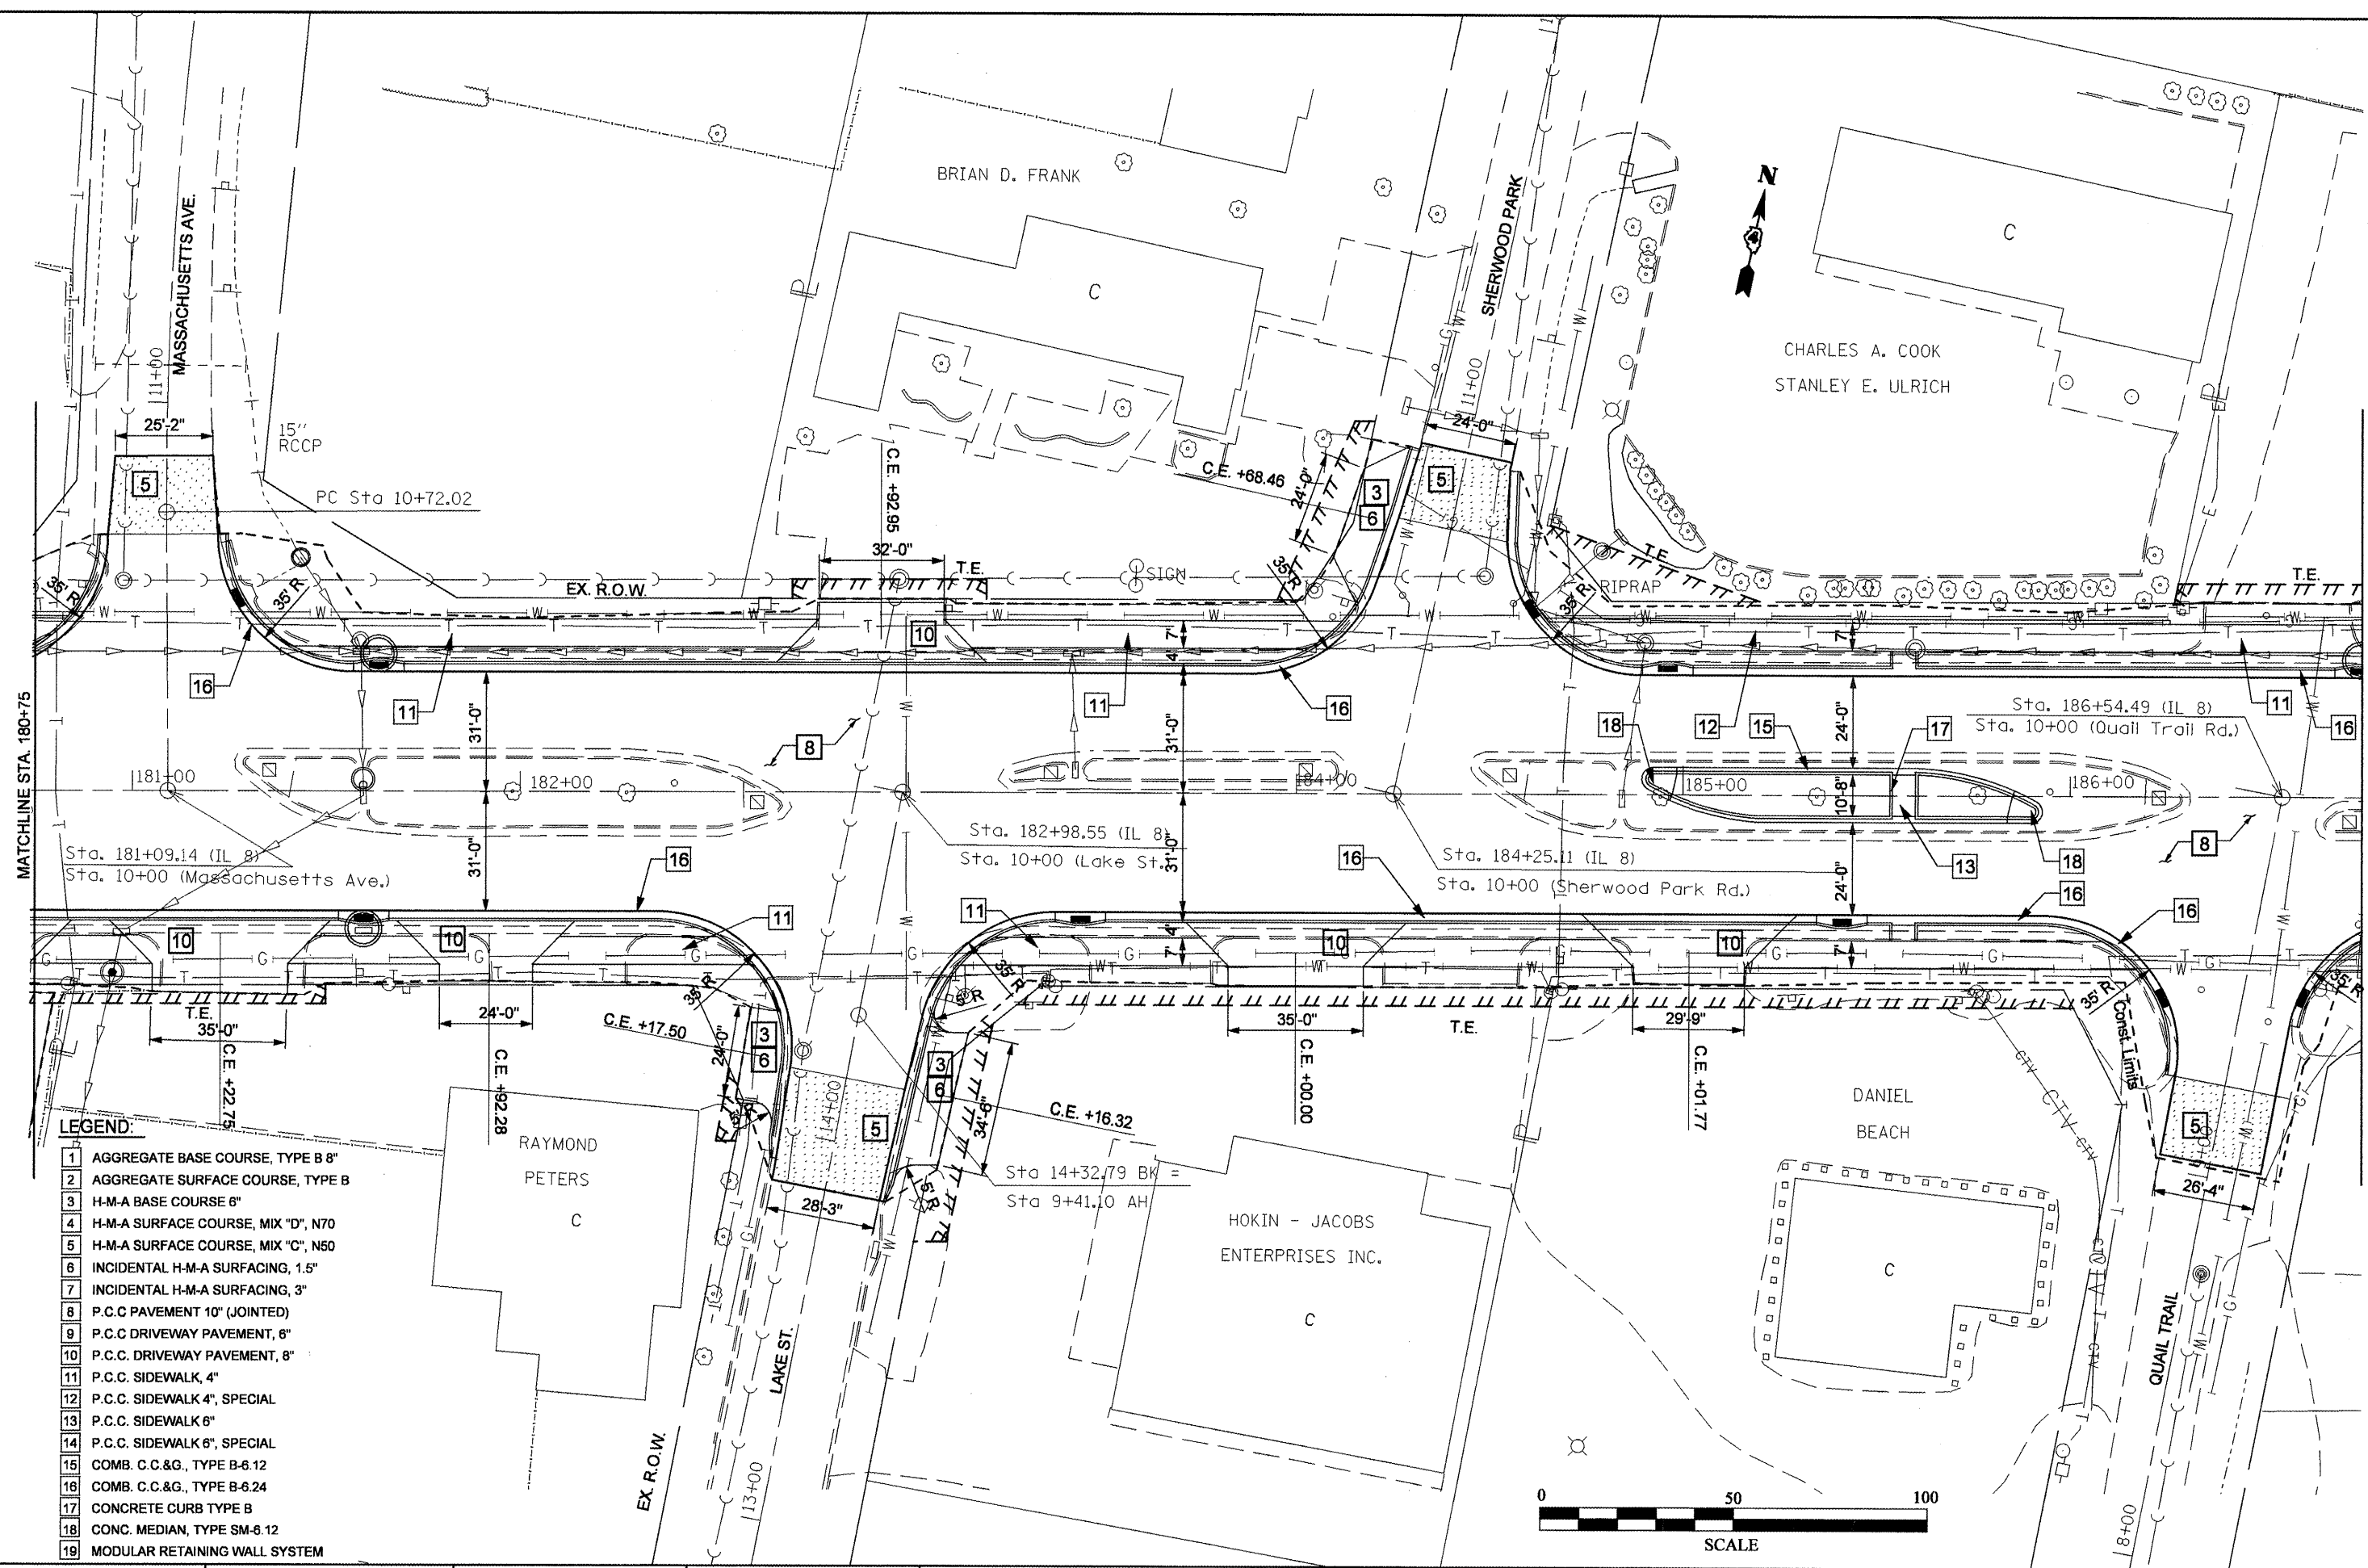 MASSACHUSETTS AVE.
11+00
25'-2"
5
15"
RCCP
PC Sta 10+72.02
35' R
35' R
EX. R.O.W.
BRIAN D. FRANK
C
C.E. +92.95
32'-0"
T.E.
SIGN
C.E. +68.46
24'-0"
3
6
35' R
SHERWOOD PARK
11+00
24'-0"
5
N
4
C
CHARLES A. COOK
STANLEY E. ULRICH
T.E.
RIPRAP
35' R
T.E.
10
7'
4'
7'
16
11
11
16
18
12
15
17
11
16
31'-0"
31'-0"
24'-0"
Sta. 186+54.49 (IL 8)
Sta. 10+00 (Quail Trail Rd.)
8
MATCHLINE STA. 180+75
181+00
182+00
184+00
185+00
10'-8"
186+00
Sta. 181+09.14 (IL 8)
Sta. 10+00 (Massachusetts Ave.)
31'-0"
16
Sta. 182+98.55 (IL 8)
Sta. 10+00 (Lake St.)
31'-0"
16
Sta. 184+25.11 (IL 8)
Sta. 10+00 (Sherwood Park Rd.)
24'-0"
13
18
8
16
16
10
10
11
11
4'
7'
10
10
7'
35' R
35' R
5' R
35' R
35' R
T.E.
35'-0"
C.E. +22.75
24'-0"
C.E. +92.28
C.E. +17.50
24'-0"
3
6
5' R
3
6
34'-6"
C.E. +16.32
35'-0"
C.E. +00.00
T.E.
29'-9"
C.E. +01.77
Const. Limits
CTV
CTV
CTV
CTV
CTV
14+00
5
28'-3"
5' R
Sta 14+32.79 BK =
Sta 9+41.10 AH
RAYMOND
PETERS
C
HOKIN - JACOBS
ENTERPRISES INC.
C
DANIEL
BEACH
C
5
26'-4"
QUAIL TRAIL
8+00
LAKE ST.
13+00
EX. R.O.W.
LEGEND:
1 AGGREGATE BASE COURSE, TYPE B 8"
2 AGGREGATE SURFACE COURSE, TYPE B
3 H-M-A BASE COURSE 6"
4 H-M-A SURFACE COURSE, MIX "D", N70
5 H-M-A SURFACE COURSE, MIX "C", N50
6 INCIDENTAL H-M-A SURFACING, 1.5"
7 INCIDENTAL H-M-A SURFACING, 3"
8 P.C.C PAVEMENT 10" (JOINTED)
9 P.C.C DRIVEWAY PAVEMENT, 6"
10 P.C.C. DRIVEWAY PAVEMENT, 8"
11 P.C.C. SIDEWALK, 4"
12 P.C.C. SIDEWALK 4", SPECIAL
13 P.C.C. SIDEWALK 6"
14 P.C.C. SIDEWALK 6", SPECIAL
15 COMB. C.C.&G., TYPE B-6.12
16 COMB. C.C.&G., TYPE B-6.24
17 CONCRETE CURB TYPE B
18 CONC. MEDIAN, TYPE SM-6.12
19 MODULAR RETAINING WALL SYSTEM
0 50 100
SCALE